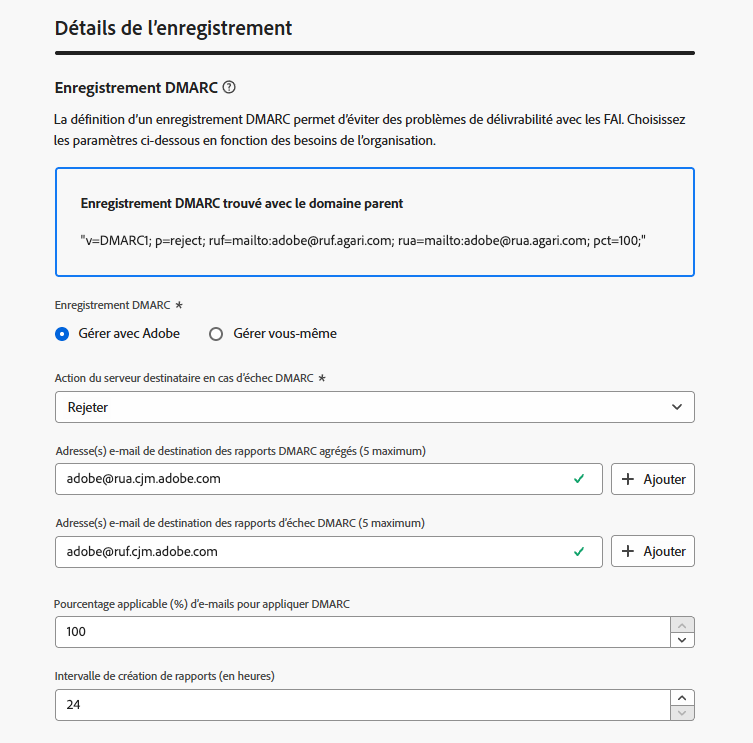 Détails de l’enregistrement
Enregistrement DMARC
La définition d’un enregistrement DMARC permet d’éviter des problèmes de délivrabilité avec les FAI. Choisissez
les paramètres ci-dessous en fonction des besoins de l’organisation.
Enregistrement DMARC trouvé avec le domaine parent
"v=DMARC1; p=reject; ruf=mailto:adobe@ruf.agari.com; rua=mailto:adobe@rua.agari.com; pct=100;"
Enregistrement DMARC *
Gérer avec Adobe Gérer vous-même
Action du serveur destinataire en cas d’échec DMARC *
Rejeter
Adresse(s) e-mail de destination des rapports DMARC agrégés (5 maximum)
adobe@rua.cjm.adobe.com + Ajouter
Adresse(s) e-mail de destination des rapports d’échec DMARC (5 maximum)
adobe@ruf.cjm.adobe.com + Ajouter
Pourcentage applicable (%) d’e-mails pour appliquer DMARC
100
Intervalle de création de rapports (en heures)
24